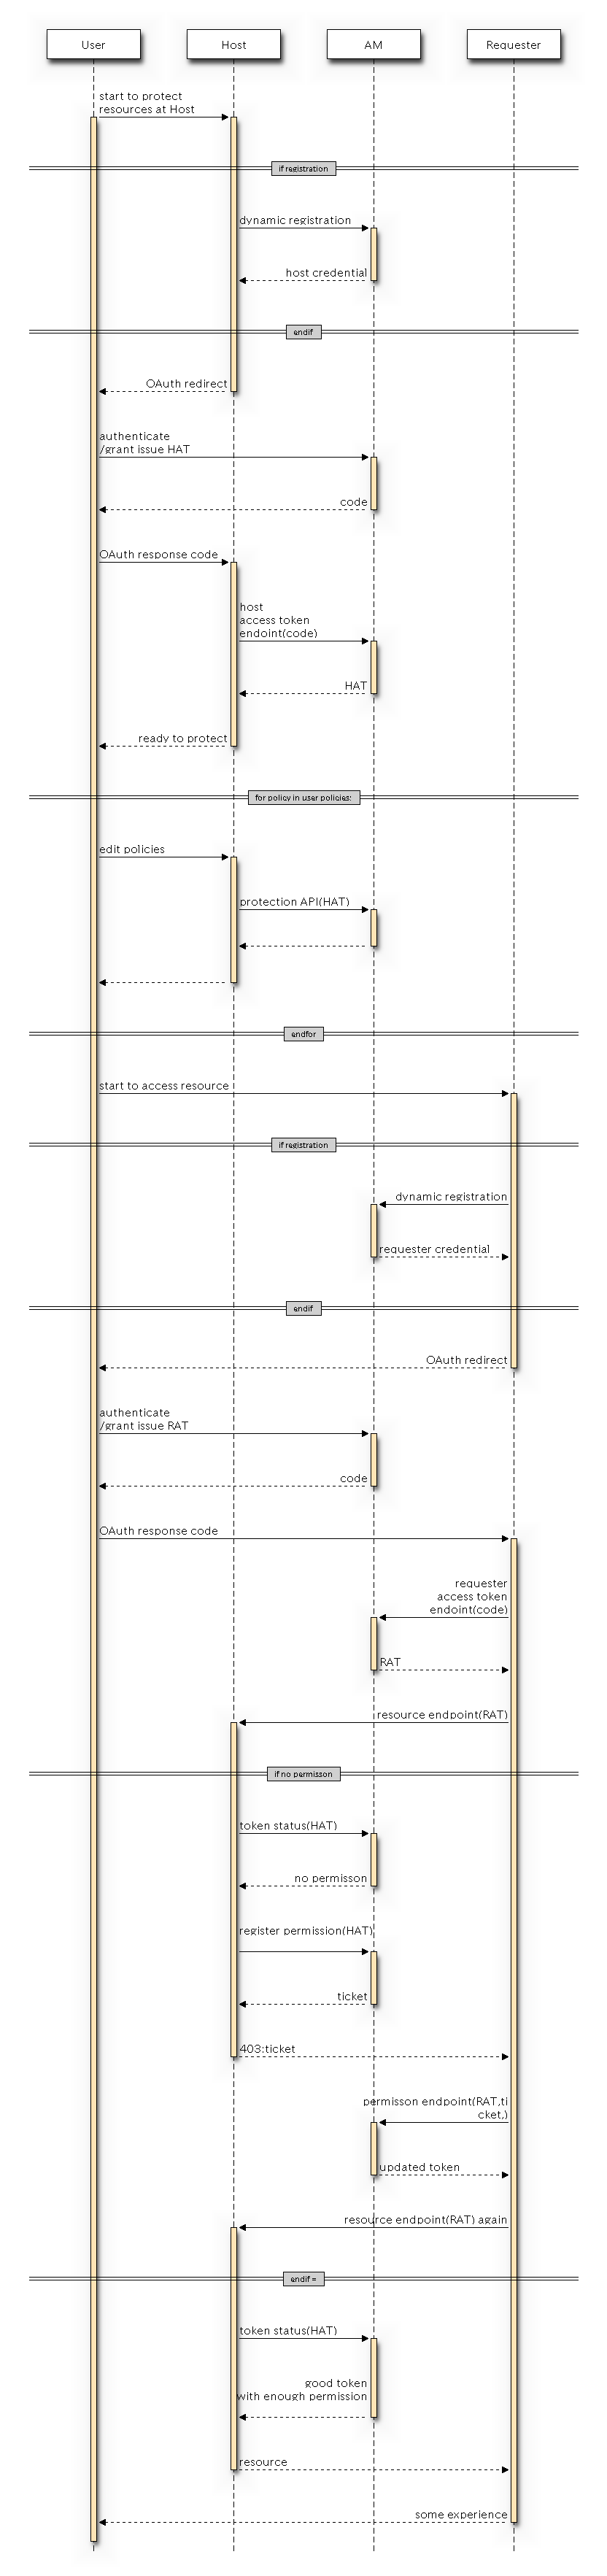 User
Host
AM
Requester
start to protect
resources at Host
if registration
dynamic registration
host credential
endif
OAuth redirect
authenticate
/grant issue HAT
code
OAuth response code
host
access token
endoint(code)
HAT
ready to protect
for policy in user policies:
edit policies
protection API(HAT)
endfor
start to access resource
if registration
dynamic registration
requester credential
endif
OAuth redirect
authenticate
/grant issue RAT
code
OAuth response code
requester
access token
endoint(code)
RAT
resource endpoint(RAT)
if no permisson
token status(HAT)
no permisson
register permission(HAT)
ticket
403:ticket
permisson endpoint(RAT,ti
cket,)
updated token
resource endpoint(RAT) again
endif =
token status(HAT)
good token
with enough permission
resource
some experience